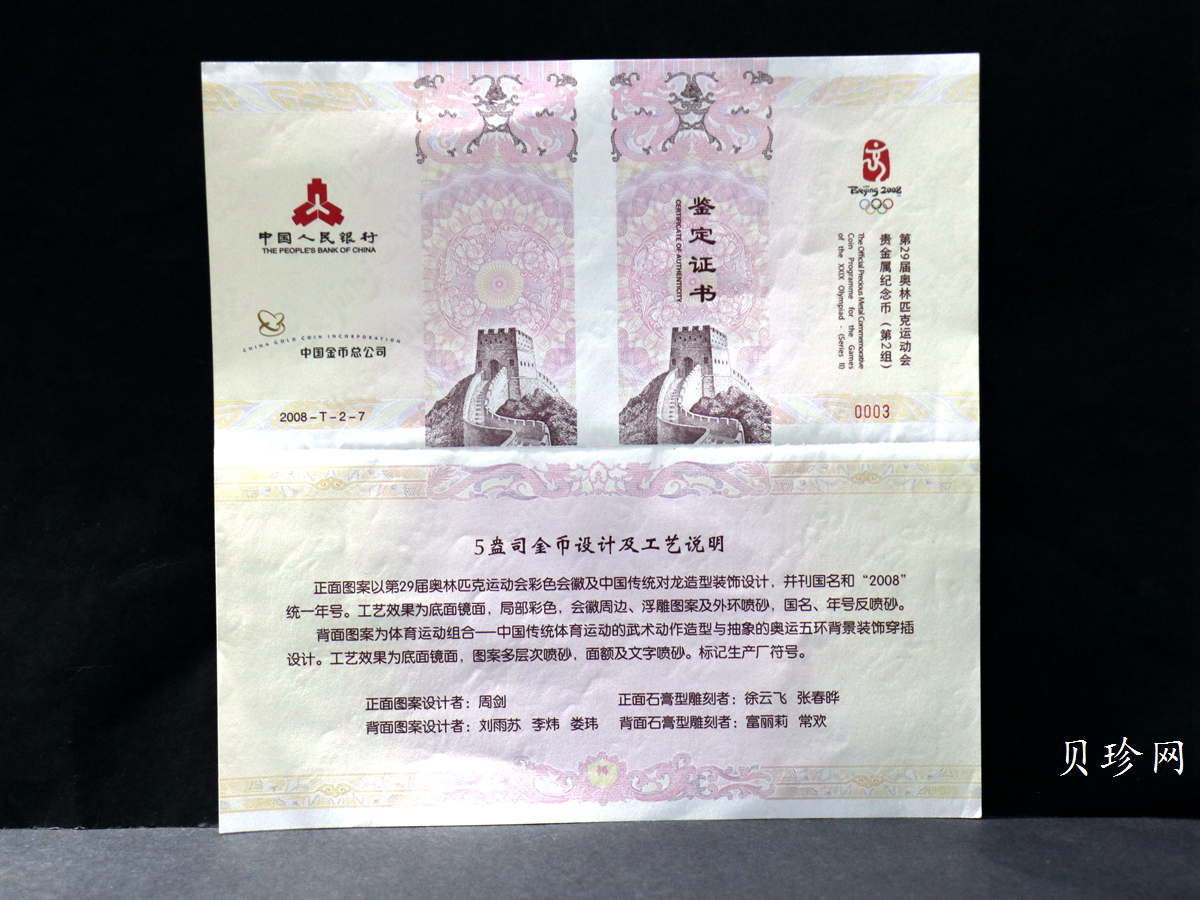 中国人民银行
THE PEOPLE'S BANK OF CHINA
CHINA GOLD COIN INCORPORATION
中国金币总公司
2008-T-2-7
鉴定证书
CERTIFICATE OF AUTHENTICITY
Beijing 2008
第29届奥林匹克运动会
贵金属纪念币（第2组）
The Official Precious Metal Commemorative
Coin Programme for the Games
of the XXIX Olympiad - (Series II)
0003
5盎司金币设计及工艺说明
正面图案以第29届奥林匹克运动会彩色会徽及中国传统对龙造型装饰设计，并刊国名和“2008”
统一年号。工艺效果为底面镜面，局部彩色，会徽周边、浮雕图案及外环喷砂，国名、年号反喷砂。
背面图案为体育运动组合——中国传统体育运动的武术动作造型与抽象的奥运五环背景装饰穿插
设计。工艺效果为底面镜面，图案多层次喷砂，面额及文字喷砂。标记生产厂符号。
正面图案设计者：周剑 正面石膏型雕刻者：徐云飞 张春晔
背面图案设计者：刘雨苏 李炜 娄玮 背面石膏型雕刻者：富丽莉 常欢
贝珍网